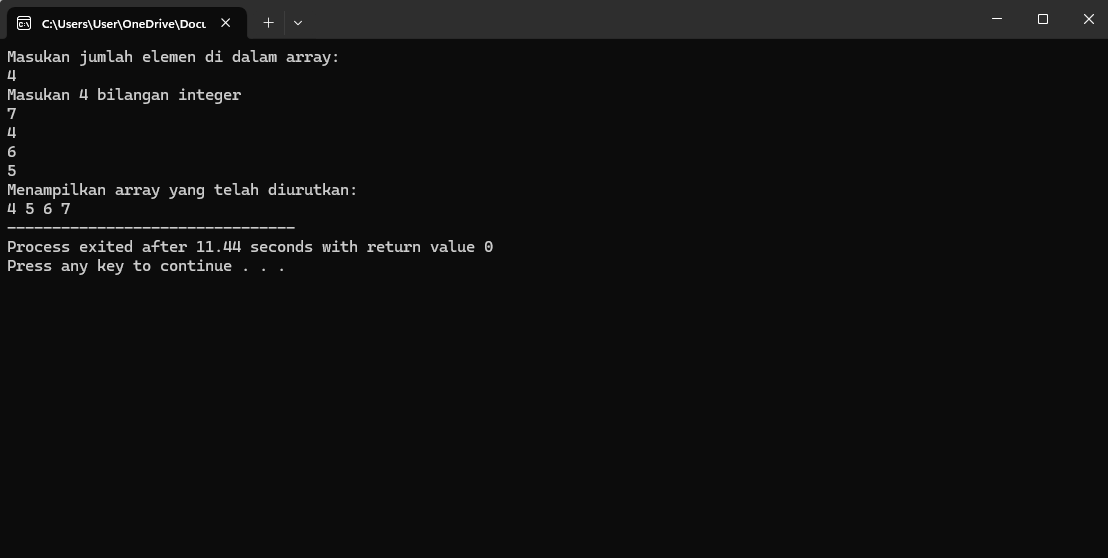 C:\Users\User\OneDrive\Docu
Masukan jumlah elemen di dalam array:
4
Masukan 4 bilangan integer
7
4
6
5
Menampilkan array yang telah diurutkan:
4 5 6 7
--------------------------------
Process exited after 11.44 seconds with return value 0
Press any key to continue . . .